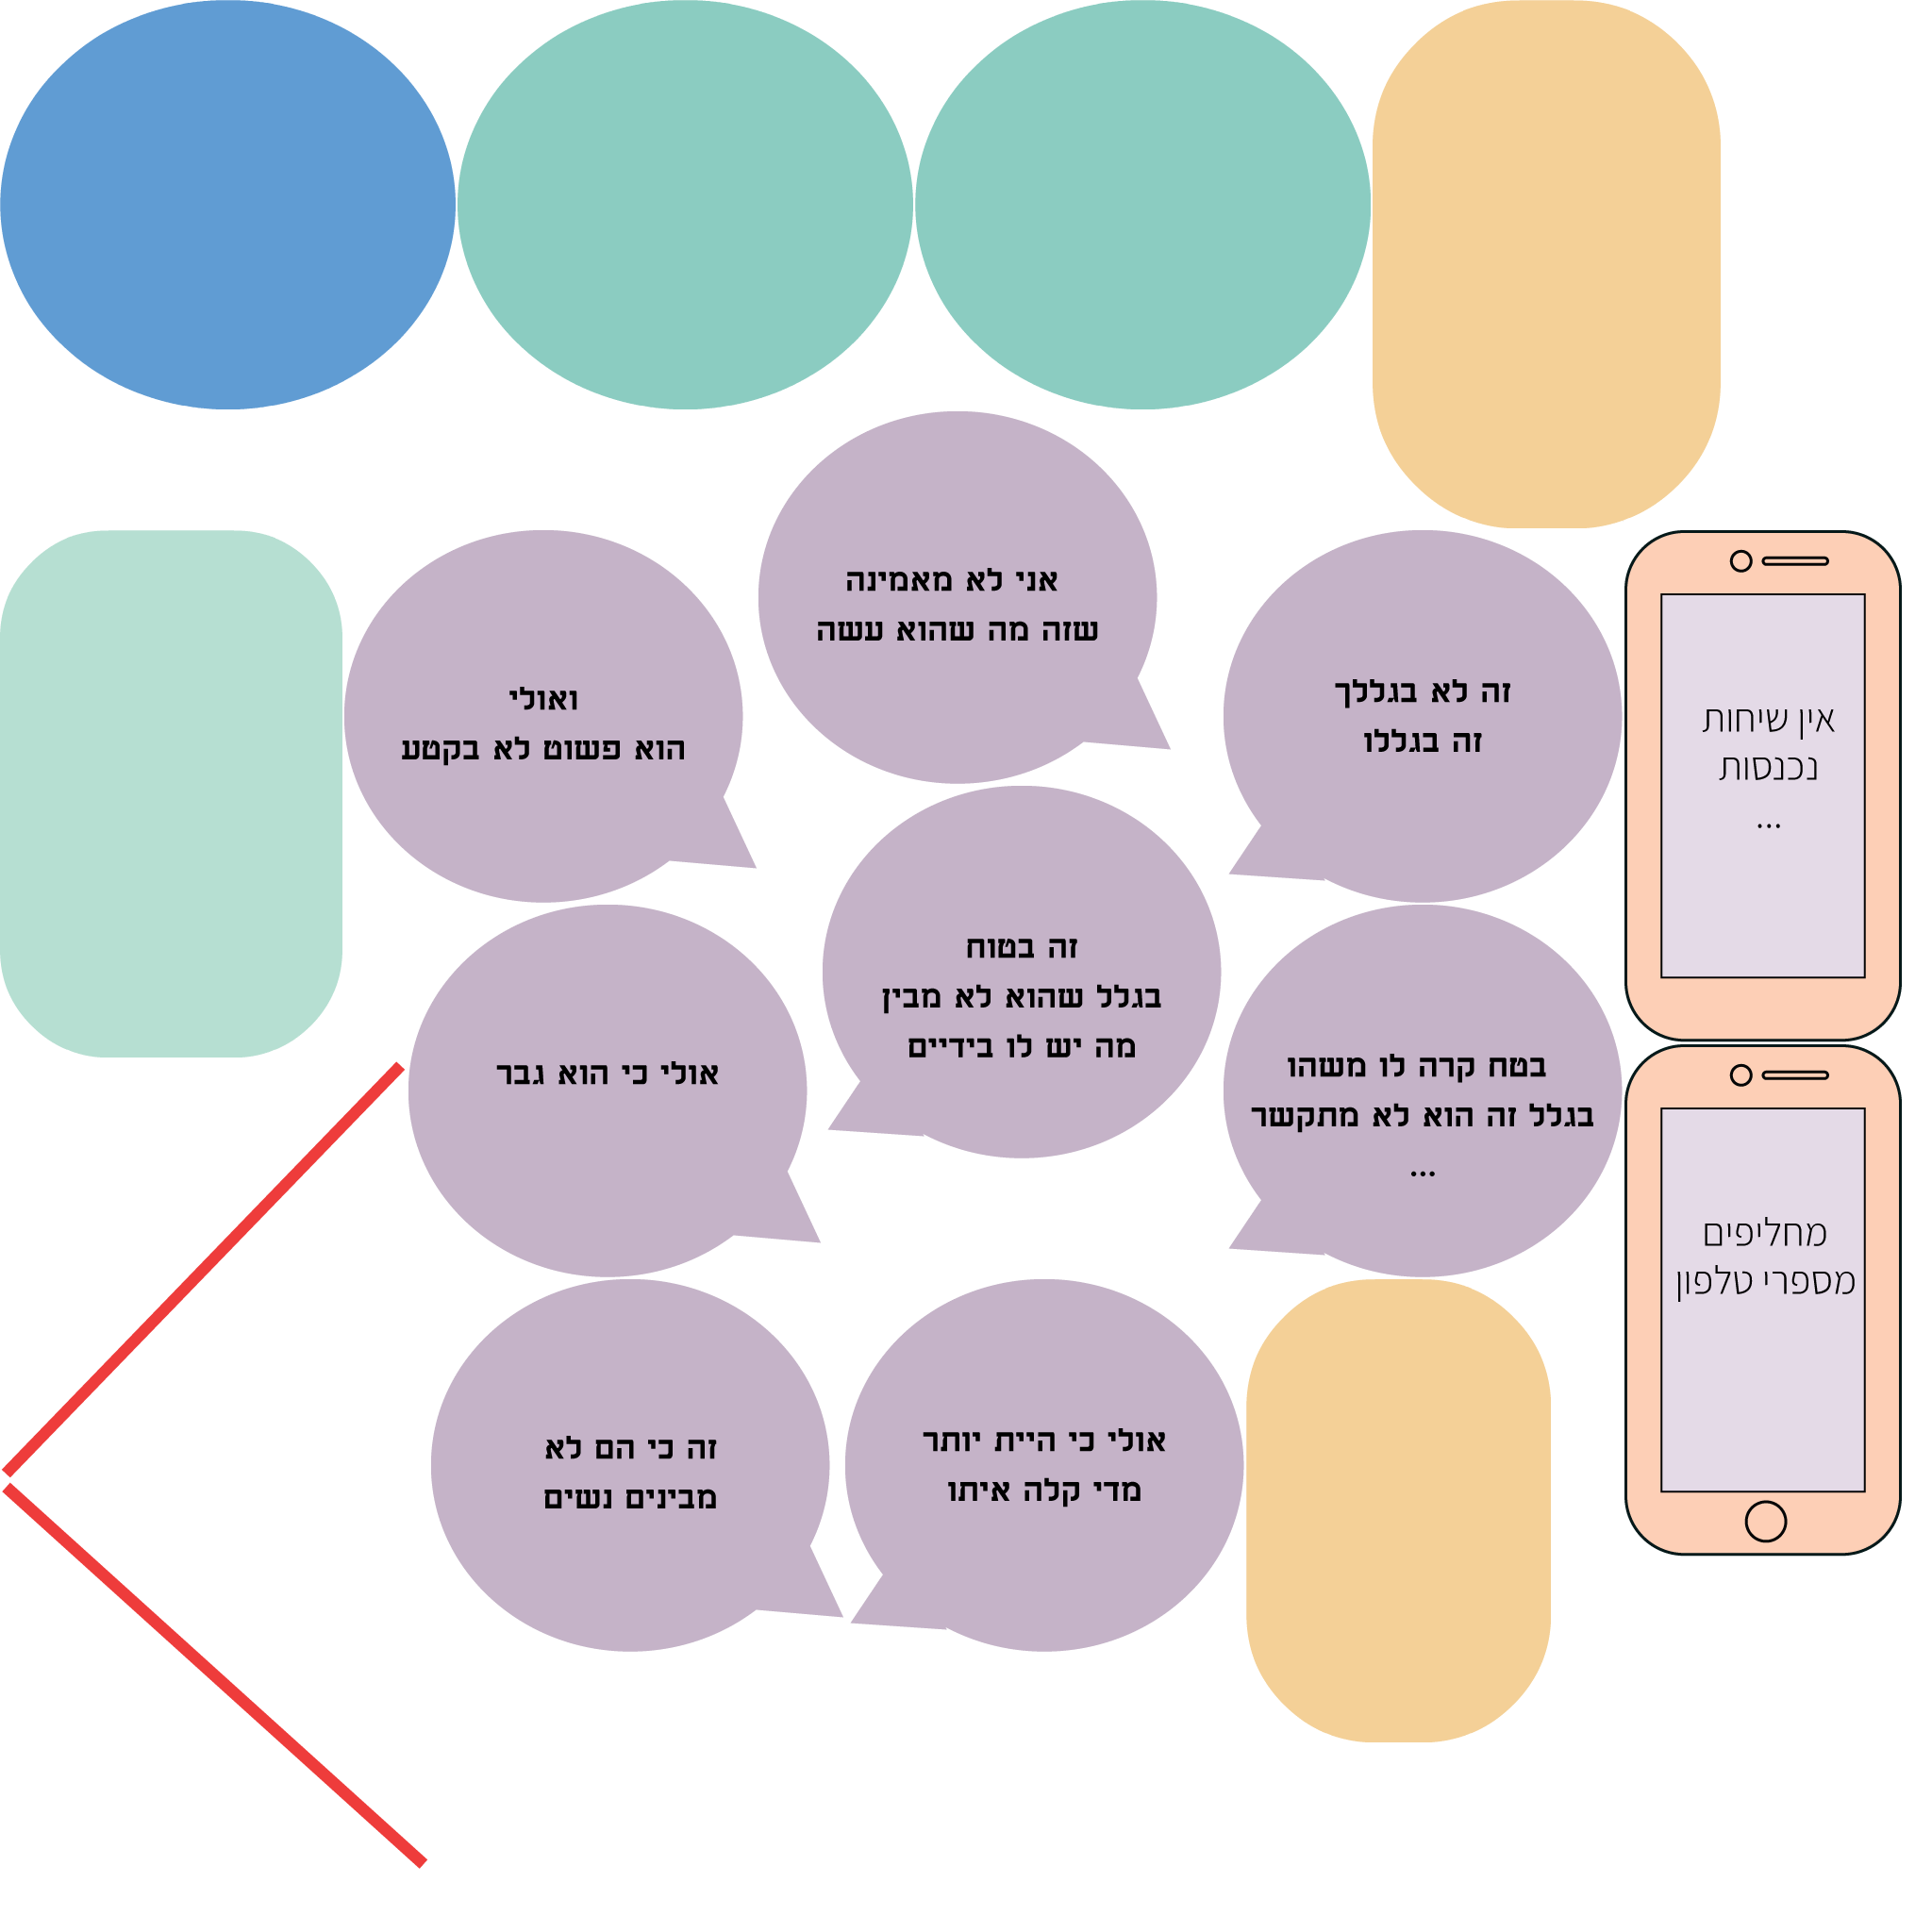 אני לא מאמינה
שזה מה שהוא עשה
זה לא בגללך
זה בגללו
ואולי
הוא פשוט לא בקטע
אין שיחות
נכנסות
...
זה בטוח
בגלל שהוא לא מבין
מה יש לו בידיים
בטח קרה לו משהו
בגלל זה הוא לא מתקשר
...
אולי כי הוא גבר
מחליפים
מספרי טלפון
אולי כי היית יותר
מדי קלה איתו
זה כי הם לא
מבינים נשים